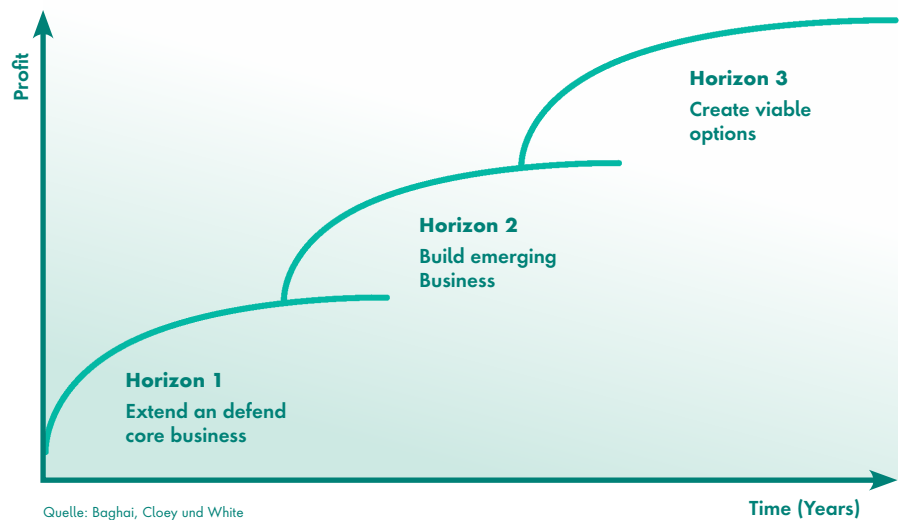 Profit
Horizon 3
Create viable
options
Horizon 2
Build emerging
Business
Horizon 1
Extend an defend
core business
Quelle: Baghai, Cloey und White
Time (Years)